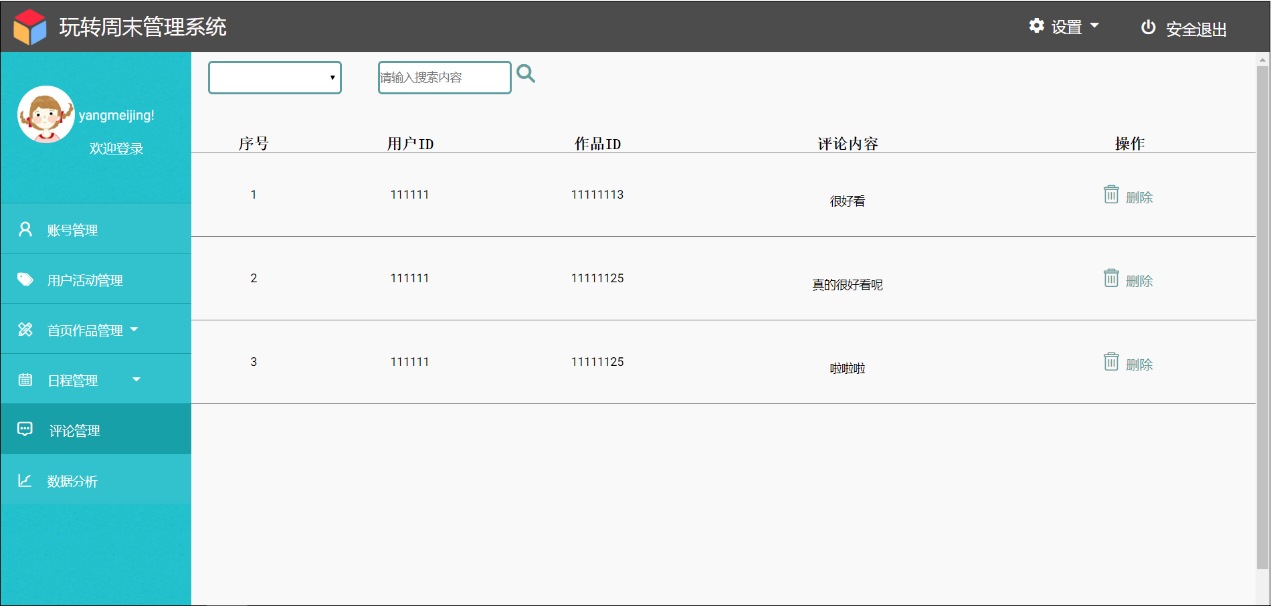 玩转周末管理系统 设置 安全退出
yangmeijing!
欢迎登录
请输入搜索内容
序号 用户ID 作品ID 评论内容 操作
1 111111 11111113 很好看 删除
2 111111 11111125 真的很好看呢 删除
3 111111 11111125 啦啦啦 删除
账号管理
用户活动管理
首页作品管理
日程管理
评论管理
数据分析